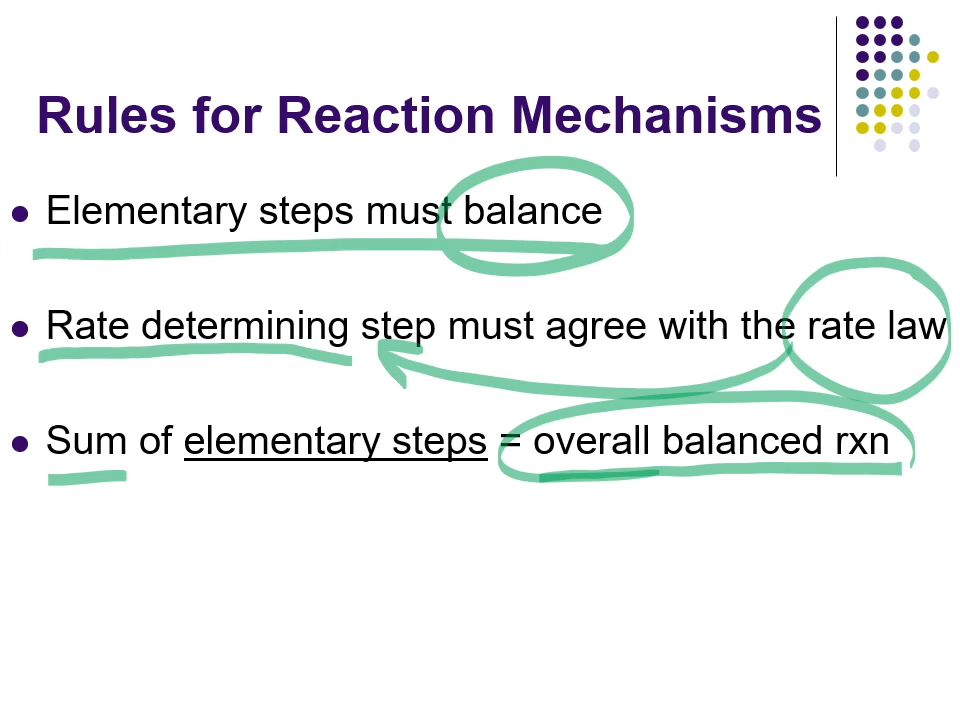 Rules for Reaction Mechanisms
Elementary steps must balance
Rate determining step must agree with the rate law
Sum of elementary steps = overall balanced rxn